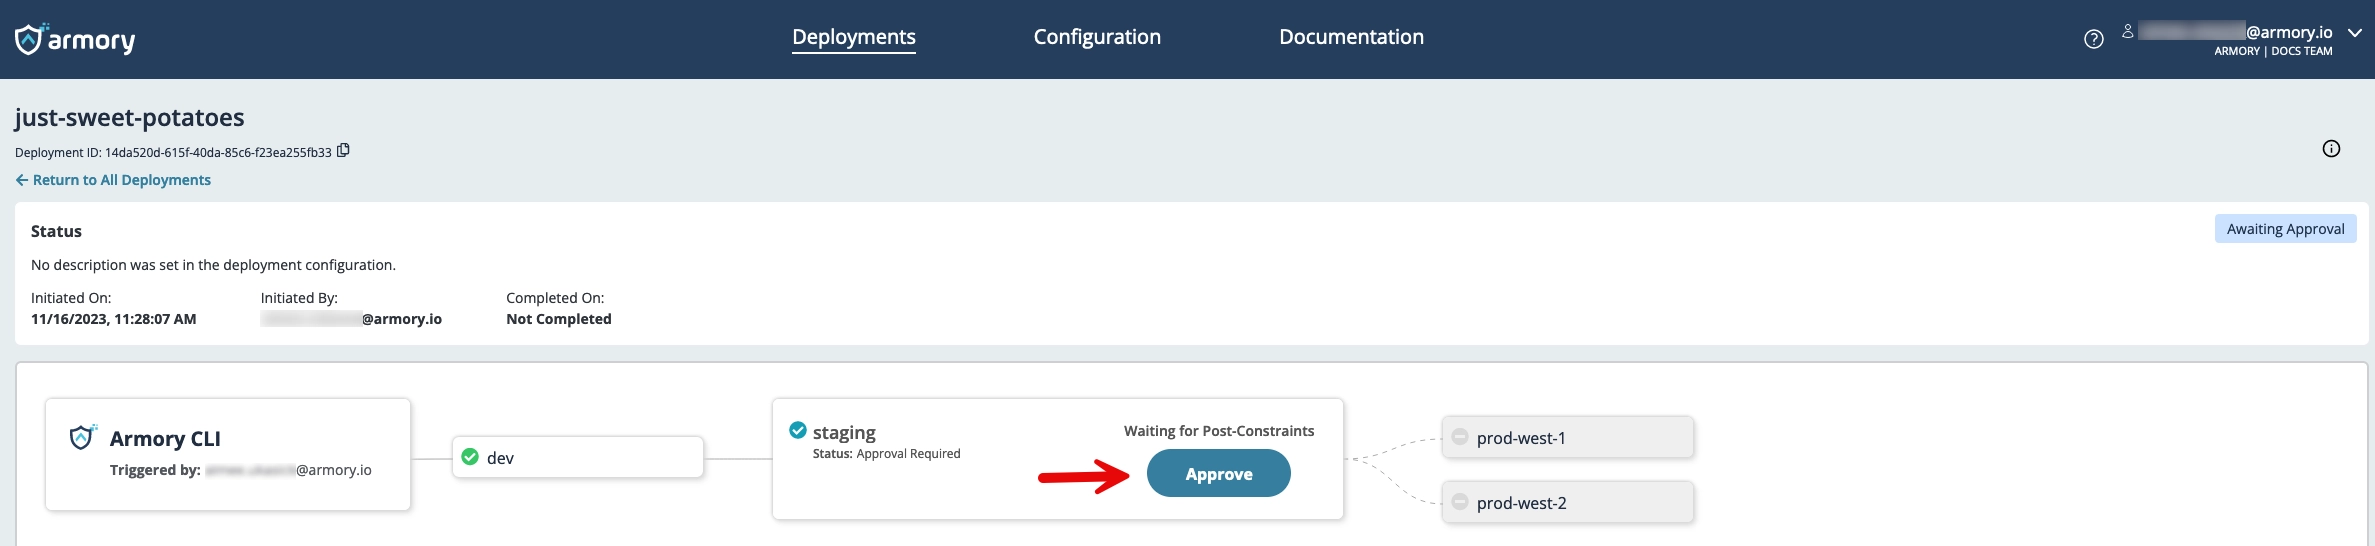 armory
Deployments Configuration Documentation
@armory.io
ARMORY | DOCS TEAM
just-sweet-potatoes
Deployment ID: 14da520d-615f-40da-85c6-f23ea255fb33
← Return to All Deployments
Status
Awaiting Approval
No description was set in the deployment configuration.
Initiated On: Initiated By: Completed On:
11/16/2023, 11:28:07 AM @armory.io Not Completed
Armory CLI
Triggered by: @armory.io
dev
staging
Status: Approval Required
Waiting for Post-Constraints
Approve
prod-west-1
prod-west-2